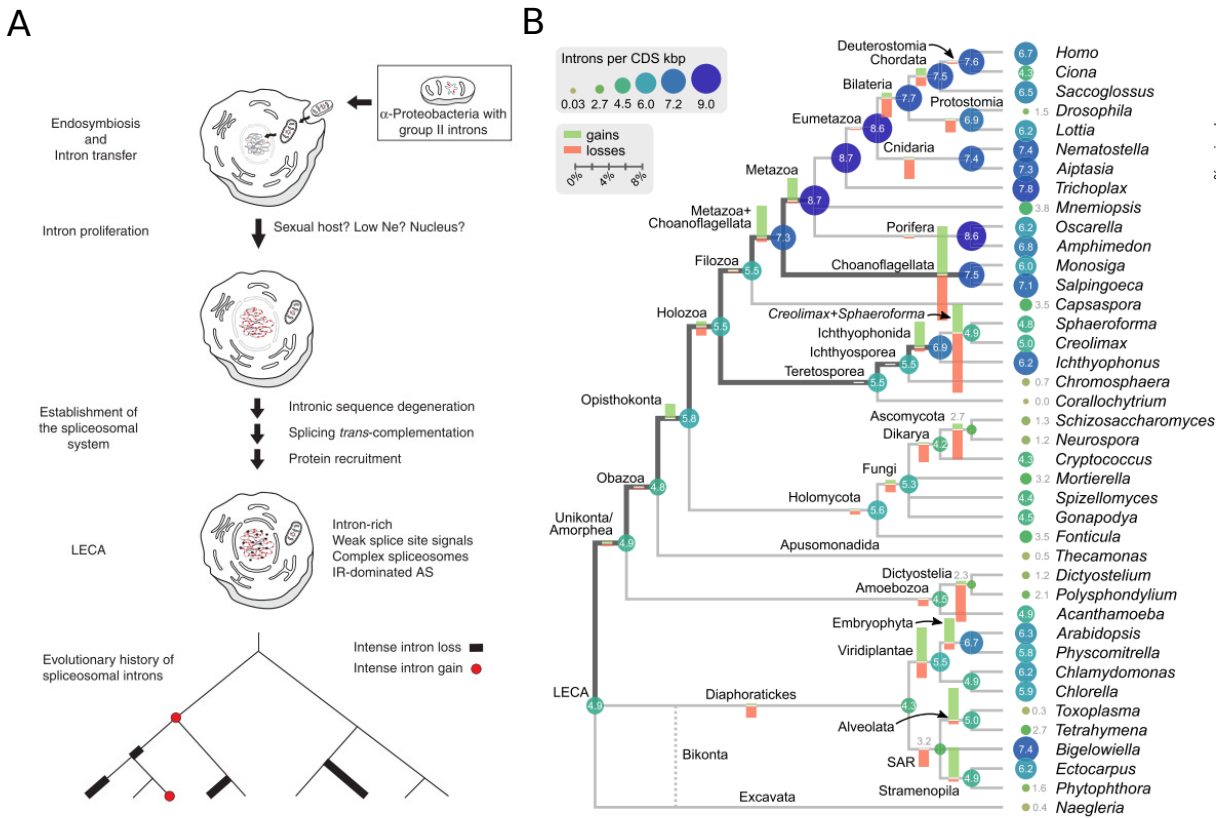 A
Endosymbiosis
and
Intron transfer
α-Proteobacteria with
group II introns
Intron proliferation
Sexual host? Low Ne? Nucleus?
Establishment of
the spliceosomal
system
Intronic sequence degeneration
Splicing trans-complementation
Protein recruitment
LECA
Intron-rich
Weak splice site signals
Complex spliceosomes
IR-dominated AS
Evolutionary history of
spliceosomal introns
Intense intron loss
Intense intron gain
B
Introns per CDS kbp
0.03 2.7 4.5 6.0 7.2 9.0
gains
losses
0% 4% 8%
Deuterostomia
Chordata
Bilateria
Protostomia
Eumetazoa
Cnidaria
Metazoa
Metazoa+
Choanoflagellata
Porifera
Filozoa
Choanoflagellata
Creolimax+Sphaeroforma
Holozoa
Ichthyophonida
Ichthyosporea
Teretosporea
Opisthokonta
Ascomycota
Dikarya
Fungi
Obazoa
Holomycota
Unikonta/
Amorphea
Apusomonadida
Dictyostelia
Amoebozoa
Embryophyta
Viridiplantae
LECA
Diaphoratickes
Alveolata
Bikonta
SAR
Stramenopila
Excavata
7.6
7.5
7.7
6.9
8.6
7.4
8.7
8.7
7.3
8.6
5.5
7.5
5.5
4.9
6.9
5.5
5.5
5.8
2.7
4.2
5.3
4.8
5.6
4.9
2.3
4.5
6.7
5.5
4.9
4.9
4.3
5.0
3.2
4.9
6.7 Homo
4.3 Ciona
6.5 Saccoglossus
1.5 Drosophila
6.2 Lottia
7.4 Nematostella
7.3 Aiptasia
7.8 Trichoplax
3.8 Mnemiopsis
6.2 Oscarella
6.8 Amphimedon
6.0 Monosiga
7.1 Salpingoeca
3.5 Capsaspora
4.8 Sphaeroforma
5.0 Creolimax
6.2 Ichthyophonus
0.7 Chromosphaera
0.0 Corallochytrium
1.3 Schizosaccharomyces
1.2 Neurospora
4.3 Cryptococcus
3.2 Mortierella
4.4 Spizellomyces
4.5 Gonapodya
3.5 Fonticula
0.5 Thecamonas
1.2 Dictyostelium
2.1 Polysphondylium
4.9 Acanthamoeba
6.3 Arabidopsis
5.8 Physcomitrella
6.2 Chlamydomonas
5.9 Chlorella
0.3 Toxoplasma
2.7 Tetrahymena
7.4 Bigelowiella
6.2 Ectocarpus
1.6 Phytophthora
0.4 Naegleria